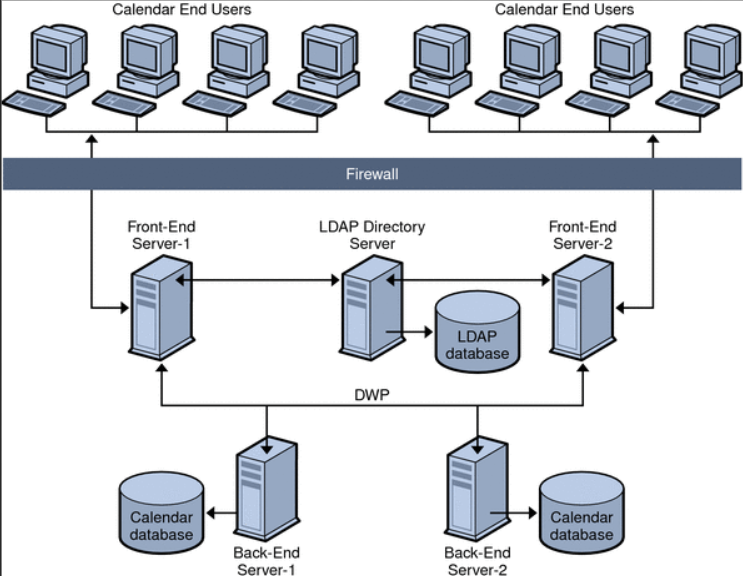 Calendar End Users
Calendar End Users
Firewall
Front-End
Server-1
LDAP Directory
Server
Front-End
Server-2
LDAP
database
DWP
Calendar
database
Calendar
database
Back-End
Server-1
Back-End
Server-2